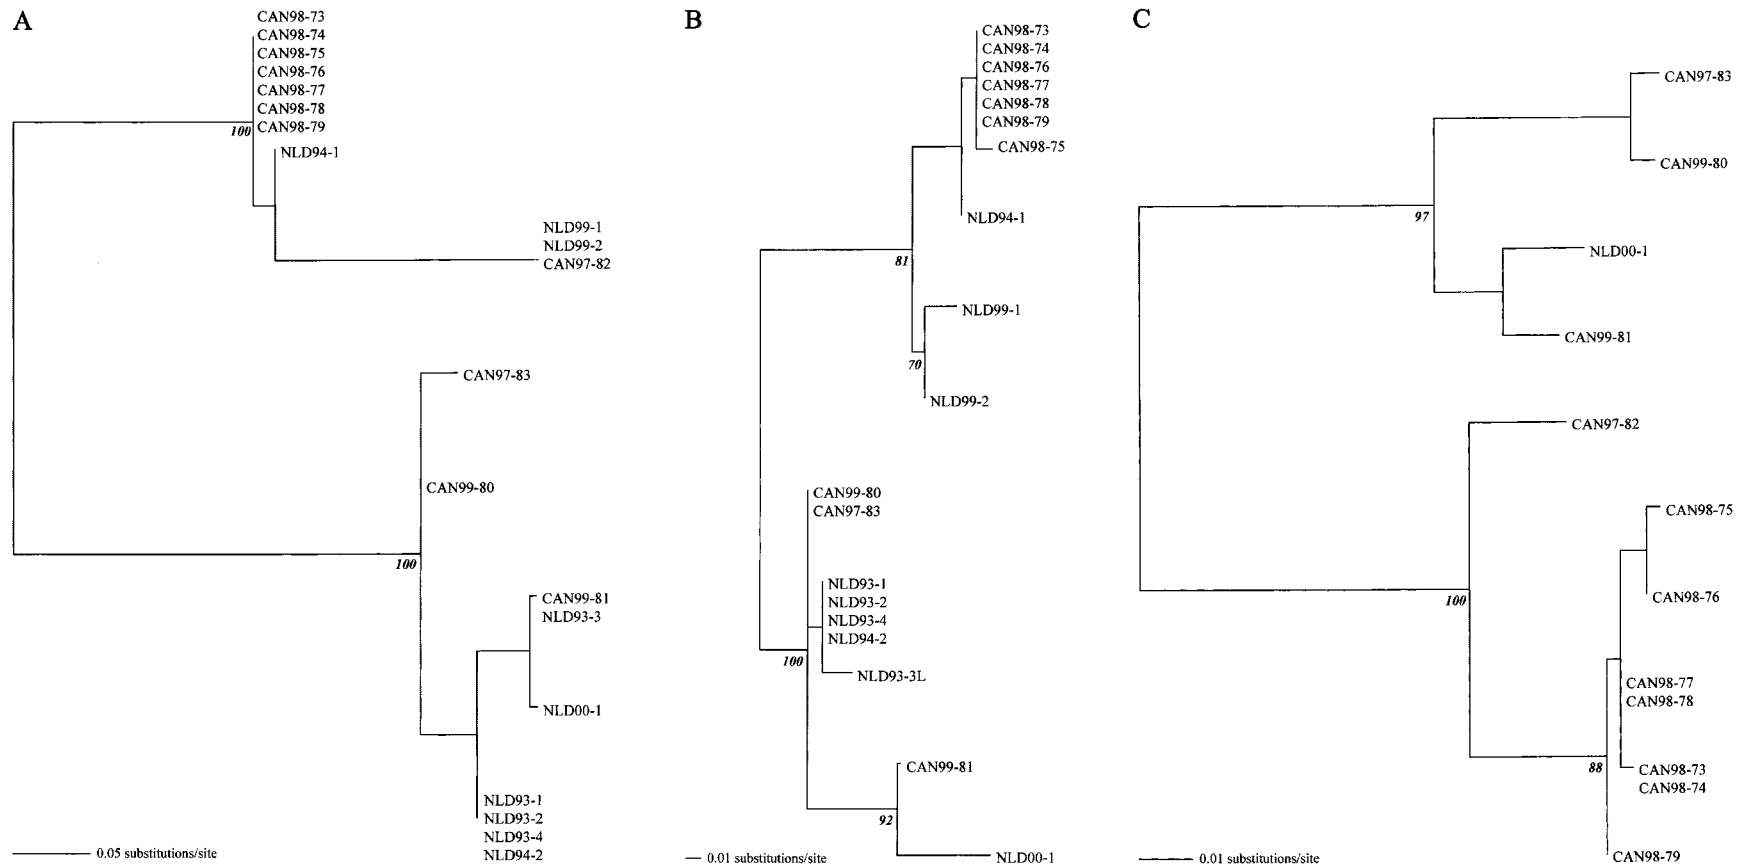 A
CAN98-73
CAN98-74
CAN98-75
CAN98-76
CAN98-77
CAN98-78
CAN98-79
100
NLD94-1
NLD99-1
NLD99-2
CAN97-82
CAN97-83
CAN99-80
100
CAN99-81
NLD93-3
NLD00-1
NLD93-1
NLD93-2
NLD93-4
NLD94-2
0.05 substitutions/site
B
CAN98-73
CAN98-74
CAN98-76
CAN98-77
CAN98-78
CAN98-79
CAN98-75
NLD94-1
81
NLD99-1
70
NLD99-2
CAN99-80
CAN97-83
NLD93-1
NLD93-2
NLD93-4
NLD94-2
100
NLD93-3L
CAN99-81
92
NLD00-1
0.01 substitutions/site
C
CAN97-83
CAN99-80
97
NLD00-1
CAN99-81
CAN97-82
CAN98-75
100
CAN98-76
CAN98-77
CAN98-78
88
CAN98-73
CAN98-74
CAN98-79
0.01 substitutions/site